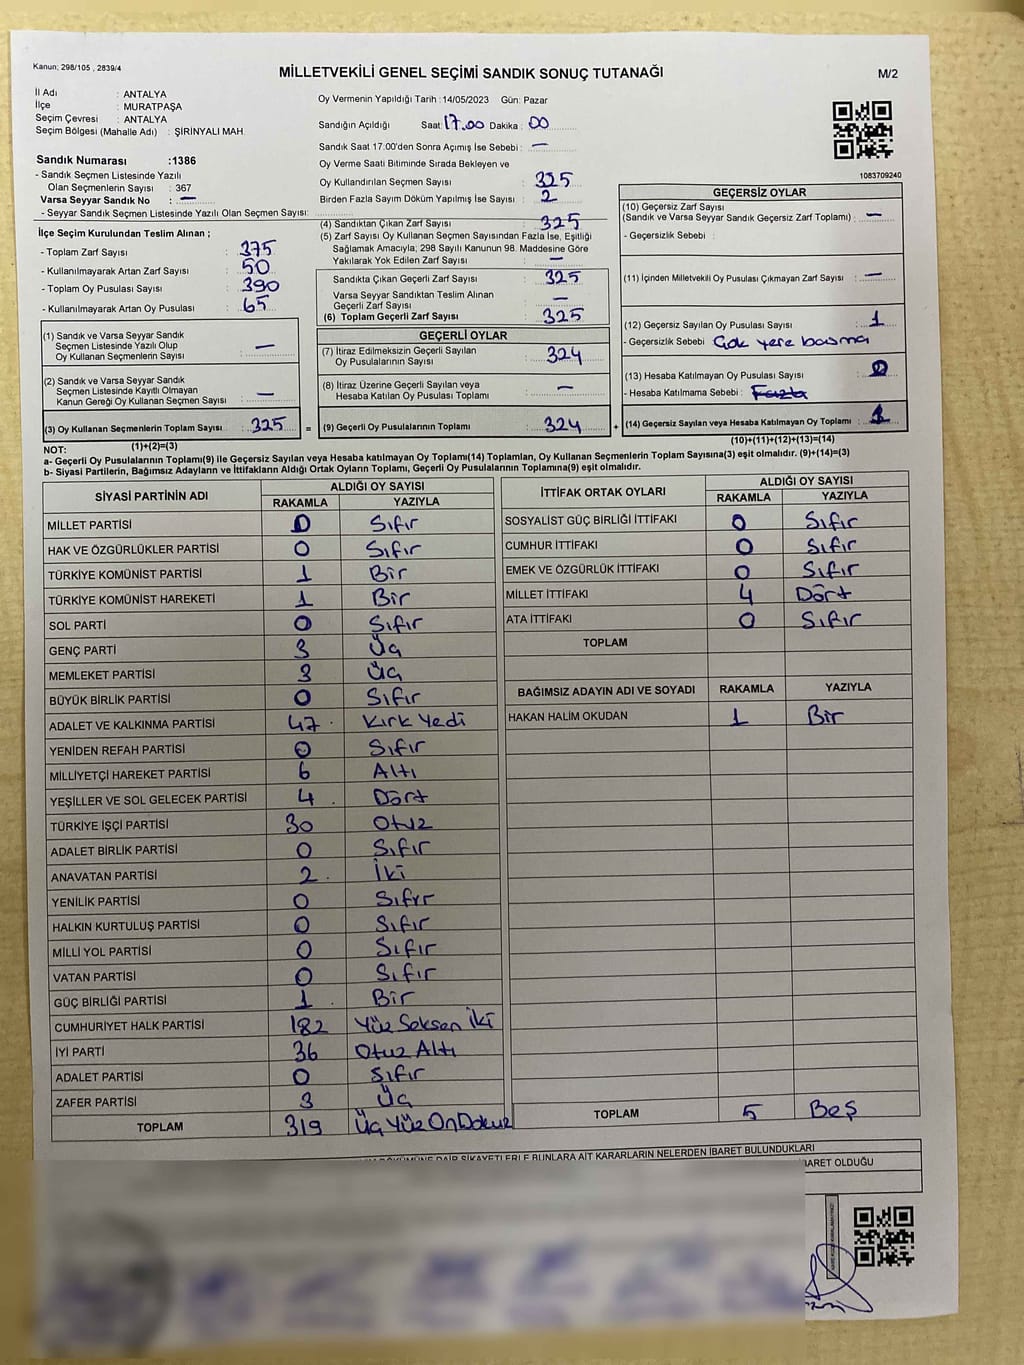 Kanun: 298/105 , 2839/4
MİLLETVEKİLİ GENEL SEÇİMİ SANDIK SONUÇ TUTANAĞI
M/2
İl Adı : ANTALYA
İlçe : MURATPAŞA
Seçim Çevresi : ANTALYA
Seçim Bölgesi (Mahalle Adı) : ŞİRİNYALI MAH.
Sandık Numarası :1386
- Sandık Seçmen Listesinde Yazılı
Olan Seçmenlerin Sayısı : 367
Varsa Seyyar Sandık No : —
- Seyyar Sandık Seçmen Listesinde Yazılı Olan Seçmen Sayısı:
Oy Vermenin Yapıldığı Tarih :14/05/2023 Gün: Pazar
Sandığın Açıldığı Saat 17.00 Dakika : 00
Sandık Saat 17.00'den Sonra Açımış İse Sebebi : —
Oy Verme Saati Bitiminde Sırada Bekleyen ve
Oy Kullandırılan Seçmen Sayısı : 325
Birden Fazla Sayım Döküm Yapılmış İse Sayısı : 2
1083709240
İlçe Seçim Kurulundan Teslim Alınan ;
- Toplam Zarf Sayısı : 375
- Kullanılmayarak Artan Zarf Sayısı : 50
- Toplam Oy Pusulası Sayısı : 390
- Kullanılmayarak Artan Oy Pusulası : 65
(4) Sandıktan Çıkan Zarf Sayısı : 325
(5) Zarf Sayısı Oy Kullanan Seçmen Sayısından Fazla İse, Eşitliği
Sağlamak Amacıyla; 298 Sayılı Kanunun 98. Maddesine Göre
Yakılarak Yok Edilen Zarf Sayısı : —
Sandıkta Çıkan Geçerli Zarf Sayısı : 325
Varsa Seyyar Sandıktan Teslim Alınan
Geçerli Zarf Sayısı : —
(6) Toplam Geçerli Zarf Sayısı : 325
GEÇERSİZ OYLAR
(10) Geçersiz Zarf Sayısı
(Sandık ve Varsa Seyyar Sandık Geçersiz Zarf Toplamı) : —
- Geçersizlik Sebebi :
(11) İçinden Milletvekili Oy Pusulası Çıkmayan Zarf Sayısı : —
(12) Geçersiz Sayılan Oy Pusulası Sayısı : 1
- Geçersizlik Sebebi : Çok yere basma
(13) Hesaba Katılmayan Oy Pusulası Sayısı : 0
- Hesaba Katılmama Sebebi :
(14) Geçersiz Sayılan veya Hesaba Katılmayan Oy Toplamı : 1
(10)+(11)+(12)+(13)=(14)
(1) Sandık ve Varsa Seyyar Sandık
Seçmen Listesinde Yazılı Olup
Oy Kullanan Seçmenlerin Sayısı : —
(2) Sandık ve Varsa Seyyar Sandık
Seçmen Listesinde Kayıtlı Olmayan
Kanun Gereği Oy Kullanan Seçmen Sayısı : —
(3) Oy Kullanan Seçmenlerin Toplam Sayısı : 325 =
(1)+(2)=(3)
GEÇERLİ OYLAR
(7) İtiraz Edilmeksizin Geçerli Sayılan
Oy Pusulalarının Sayısı : 324
(8) İtiraz Üzerine Geçerli Sayılan veya
Hesaba Katılan Oy Pusulası Toplamı : —
(9) Geçerli Oy Pusulalarının Toplamı : 324 +
NOT:
a- Geçerli Oy Pusulalarının Toplamı(9) ile Geçersiz Sayılan veya Hesaba katılmayan Oy Toplamı(14) Toplamları, Oy Kullanan Seçmenlerin Toplam Sayısına(3) eşit olmalıdır. (9)+(14)=(3)
b- Siyasi Partilerin, Bağımsız Adayların ve İttifakların Aldığı Ortak Oyların Toplamı, Geçerli Oy Pusulalarının Toplamına(9) eşit olmalıdır.
SİYASİ PARTİNİN ADI ALDIĞI OY SAYISI
RAKAMLA YAZIYLA
MİLLET PARTİSİ 0 Sıfır
HAK VE ÖZGÜRLÜKLER PARTİSİ 0 Sıfır
TÜRKİYE KOMÜNİST PARTİSİ 1 Bir
TÜRKİYE KOMÜNİST HAREKETİ 1 Bir
SOL PARTİ 0 Sıfır
GENÇ PARTİ 3 Üç
MEMLEKET PARTİSİ 3 Üç
BÜYÜK BİRLİK PARTİSİ 0 Sıfır
ADALET VE KALKINMA PARTİSİ 47 Kırk Yedi
YENİDEN REFAH PARTİSİ 0 Sıfır
MİLLİYETÇİ HAREKET PARTİSİ 6 Altı
YEŞİLLER VE SOL GELECEK PARTİSİ 4 Dört
TÜRKİYE İŞÇİ PARTİSİ 30 Otuz
ADALET BİRLİK PARTİSİ 0 Sıfır
ANAVATAN PARTİSİ 2 İki
YENİLİK PARTİSİ 0 Sıfır
HALKIN KURTULUŞ PARTİSİ 0 Sıfır
MİLLİ YOL PARTİSİ 0 Sıfır
VATAN PARTİSİ 0 Sıfır
GÜÇ BİRLİĞİ PARTİSİ 1 Bir
CUMHURİYET HALK PARTİSİ 182 Yüz Seksen İki
İYİ PARTİ 36 Otuz Altı
ADALET PARTİSİ 0 Sıfır
ZAFER PARTİSİ 3 Üç
TOPLAM 319 Üç Yüz On Dokuz
İTTİFAK ORTAK OYLARI ALDIĞI OY SAYISI
RAKAMLA YAZIYLA
SOSYALİST GÜÇ BİRLİĞİ İTTİFAKI 0 Sıfır
CUMHUR İTTİFAKI 0 Sıfır
EMEK VE ÖZGÜRLÜK İTTİFAKI 0 Sıfır
MİLLET İTTİFAKI 4 Dört
ATA İTTİFAKI 0 Sıfır
TOPLAM
BAĞIMSIZ ADAYIN ADI VE SOYADI RAKAMLA YAZIYLA
HAKAN HALİM OKUDAN 1 Bir
TOPLAM 5 Beş
DÖKÜMÜNE DAİR ŞİKAYETLERLE BUNLARA AİT KARARLARIN NELERDEN İBARET BULUNDUKLARI
İBARET OLDUĞU